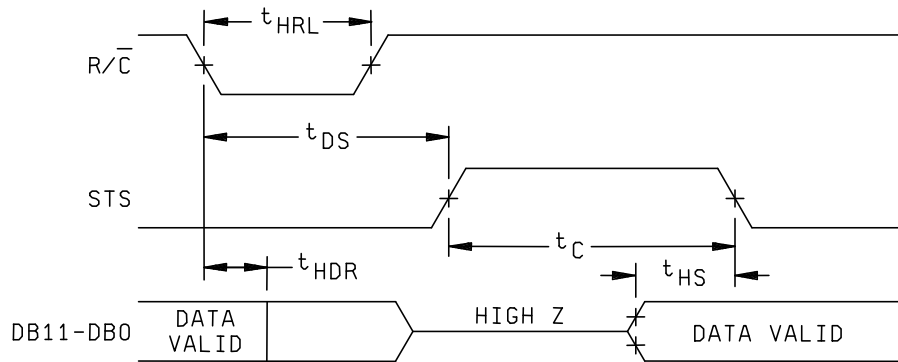 tHRL
R/C̅
tDS
STS
tC
tHDR
tHS
DB11-DB0
DATA
VALID
HIGH Z
DATA VALID